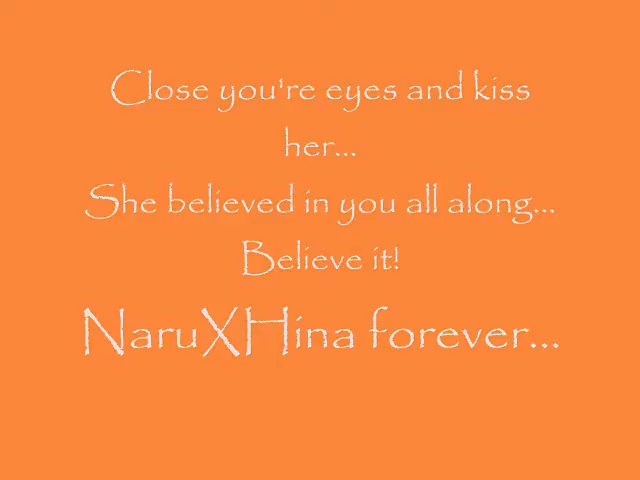 Close you're eyes and kiss
her...
She believed in you all along...
Believe it!
NaruXHina forever...